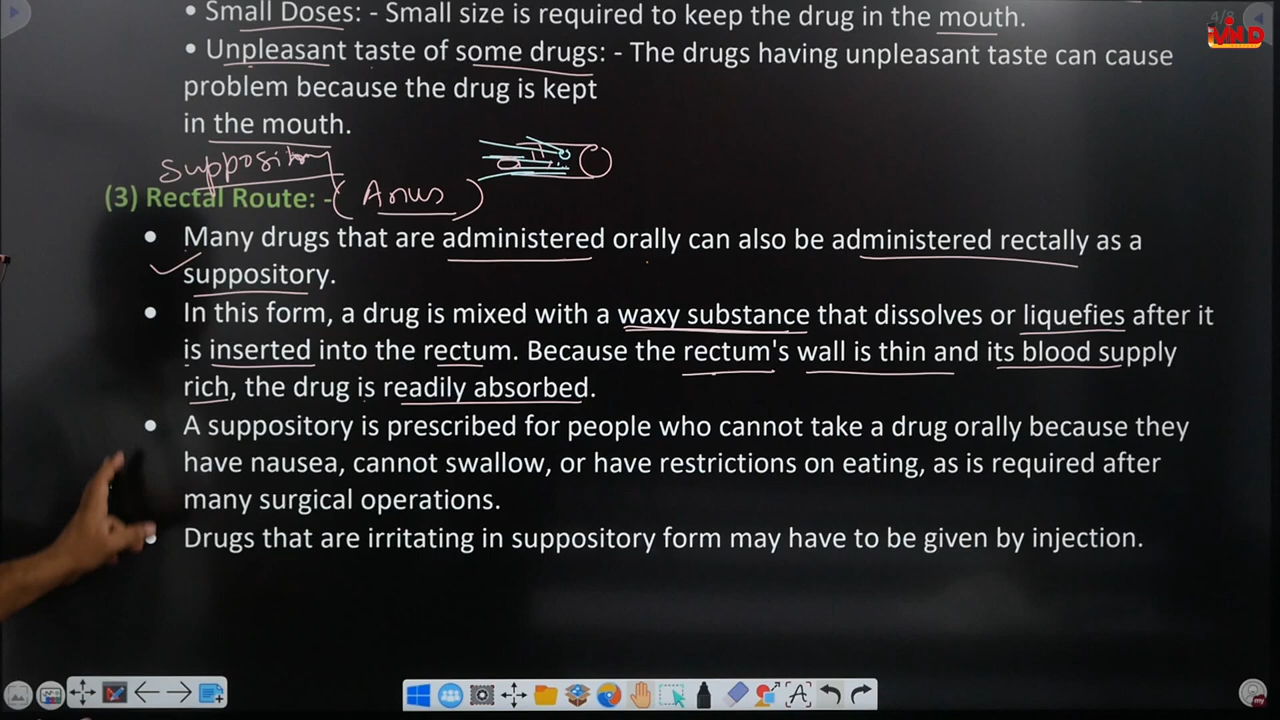 • Small Doses: - Small size is required to keep the drug in the mouth.
4/8
• Unpleasant taste of some drugs: - The drugs having unpleasant taste can cause
problem because the drug is kept
in the mouth.
Suppository
(3) Rectal Route: - (Anus)
• Many drugs that are administered orally can also be administered rectally as a
suppository.
• In this form, a drug is mixed with a waxy substance that dissolves or liquefies after it
is inserted into the rectum. Because the rectum's wall is thin and its blood supply
rich, the drug is readily absorbed.
• A suppository is prescribed for people who cannot take a drug orally because they
have nausea, cannot swallow, or have restrictions on eating, as is required after
many surgical operations.
• Drugs that are irritating in suppository form may have to be given by injection.